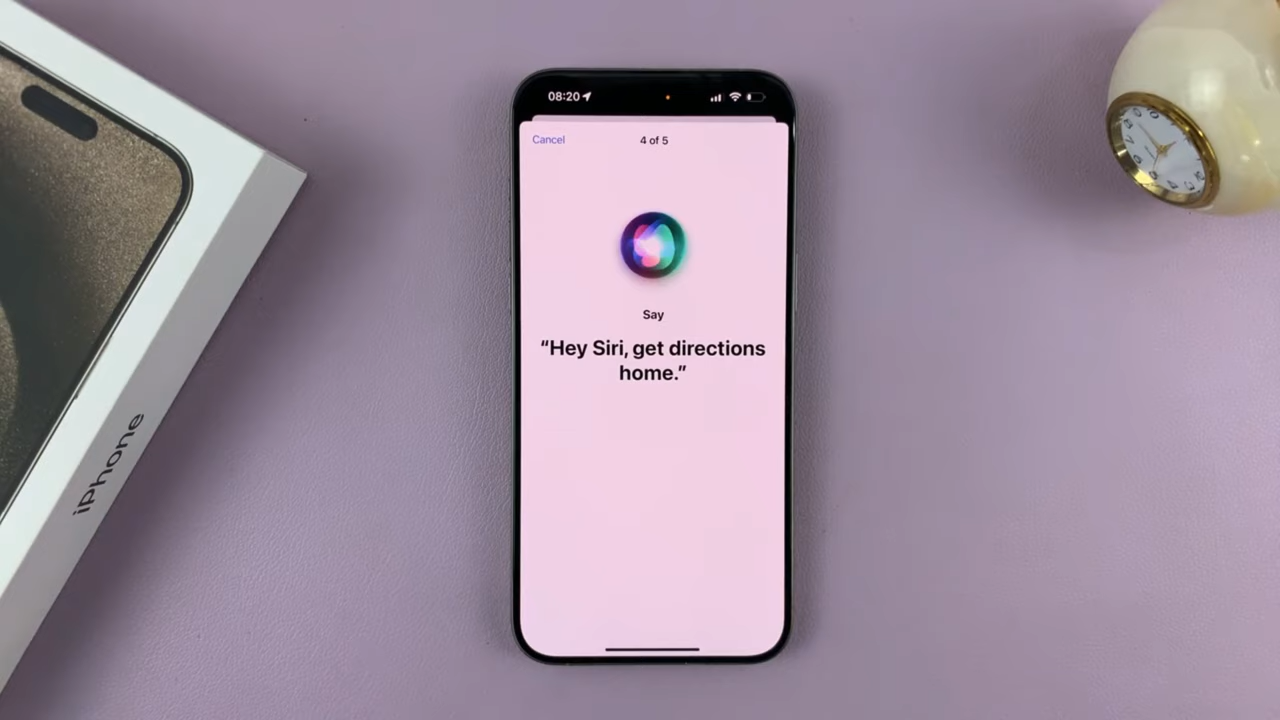 08:20
Cancel
4 of 5
Say
“Hey Siri, get directions
home.”
iPhone